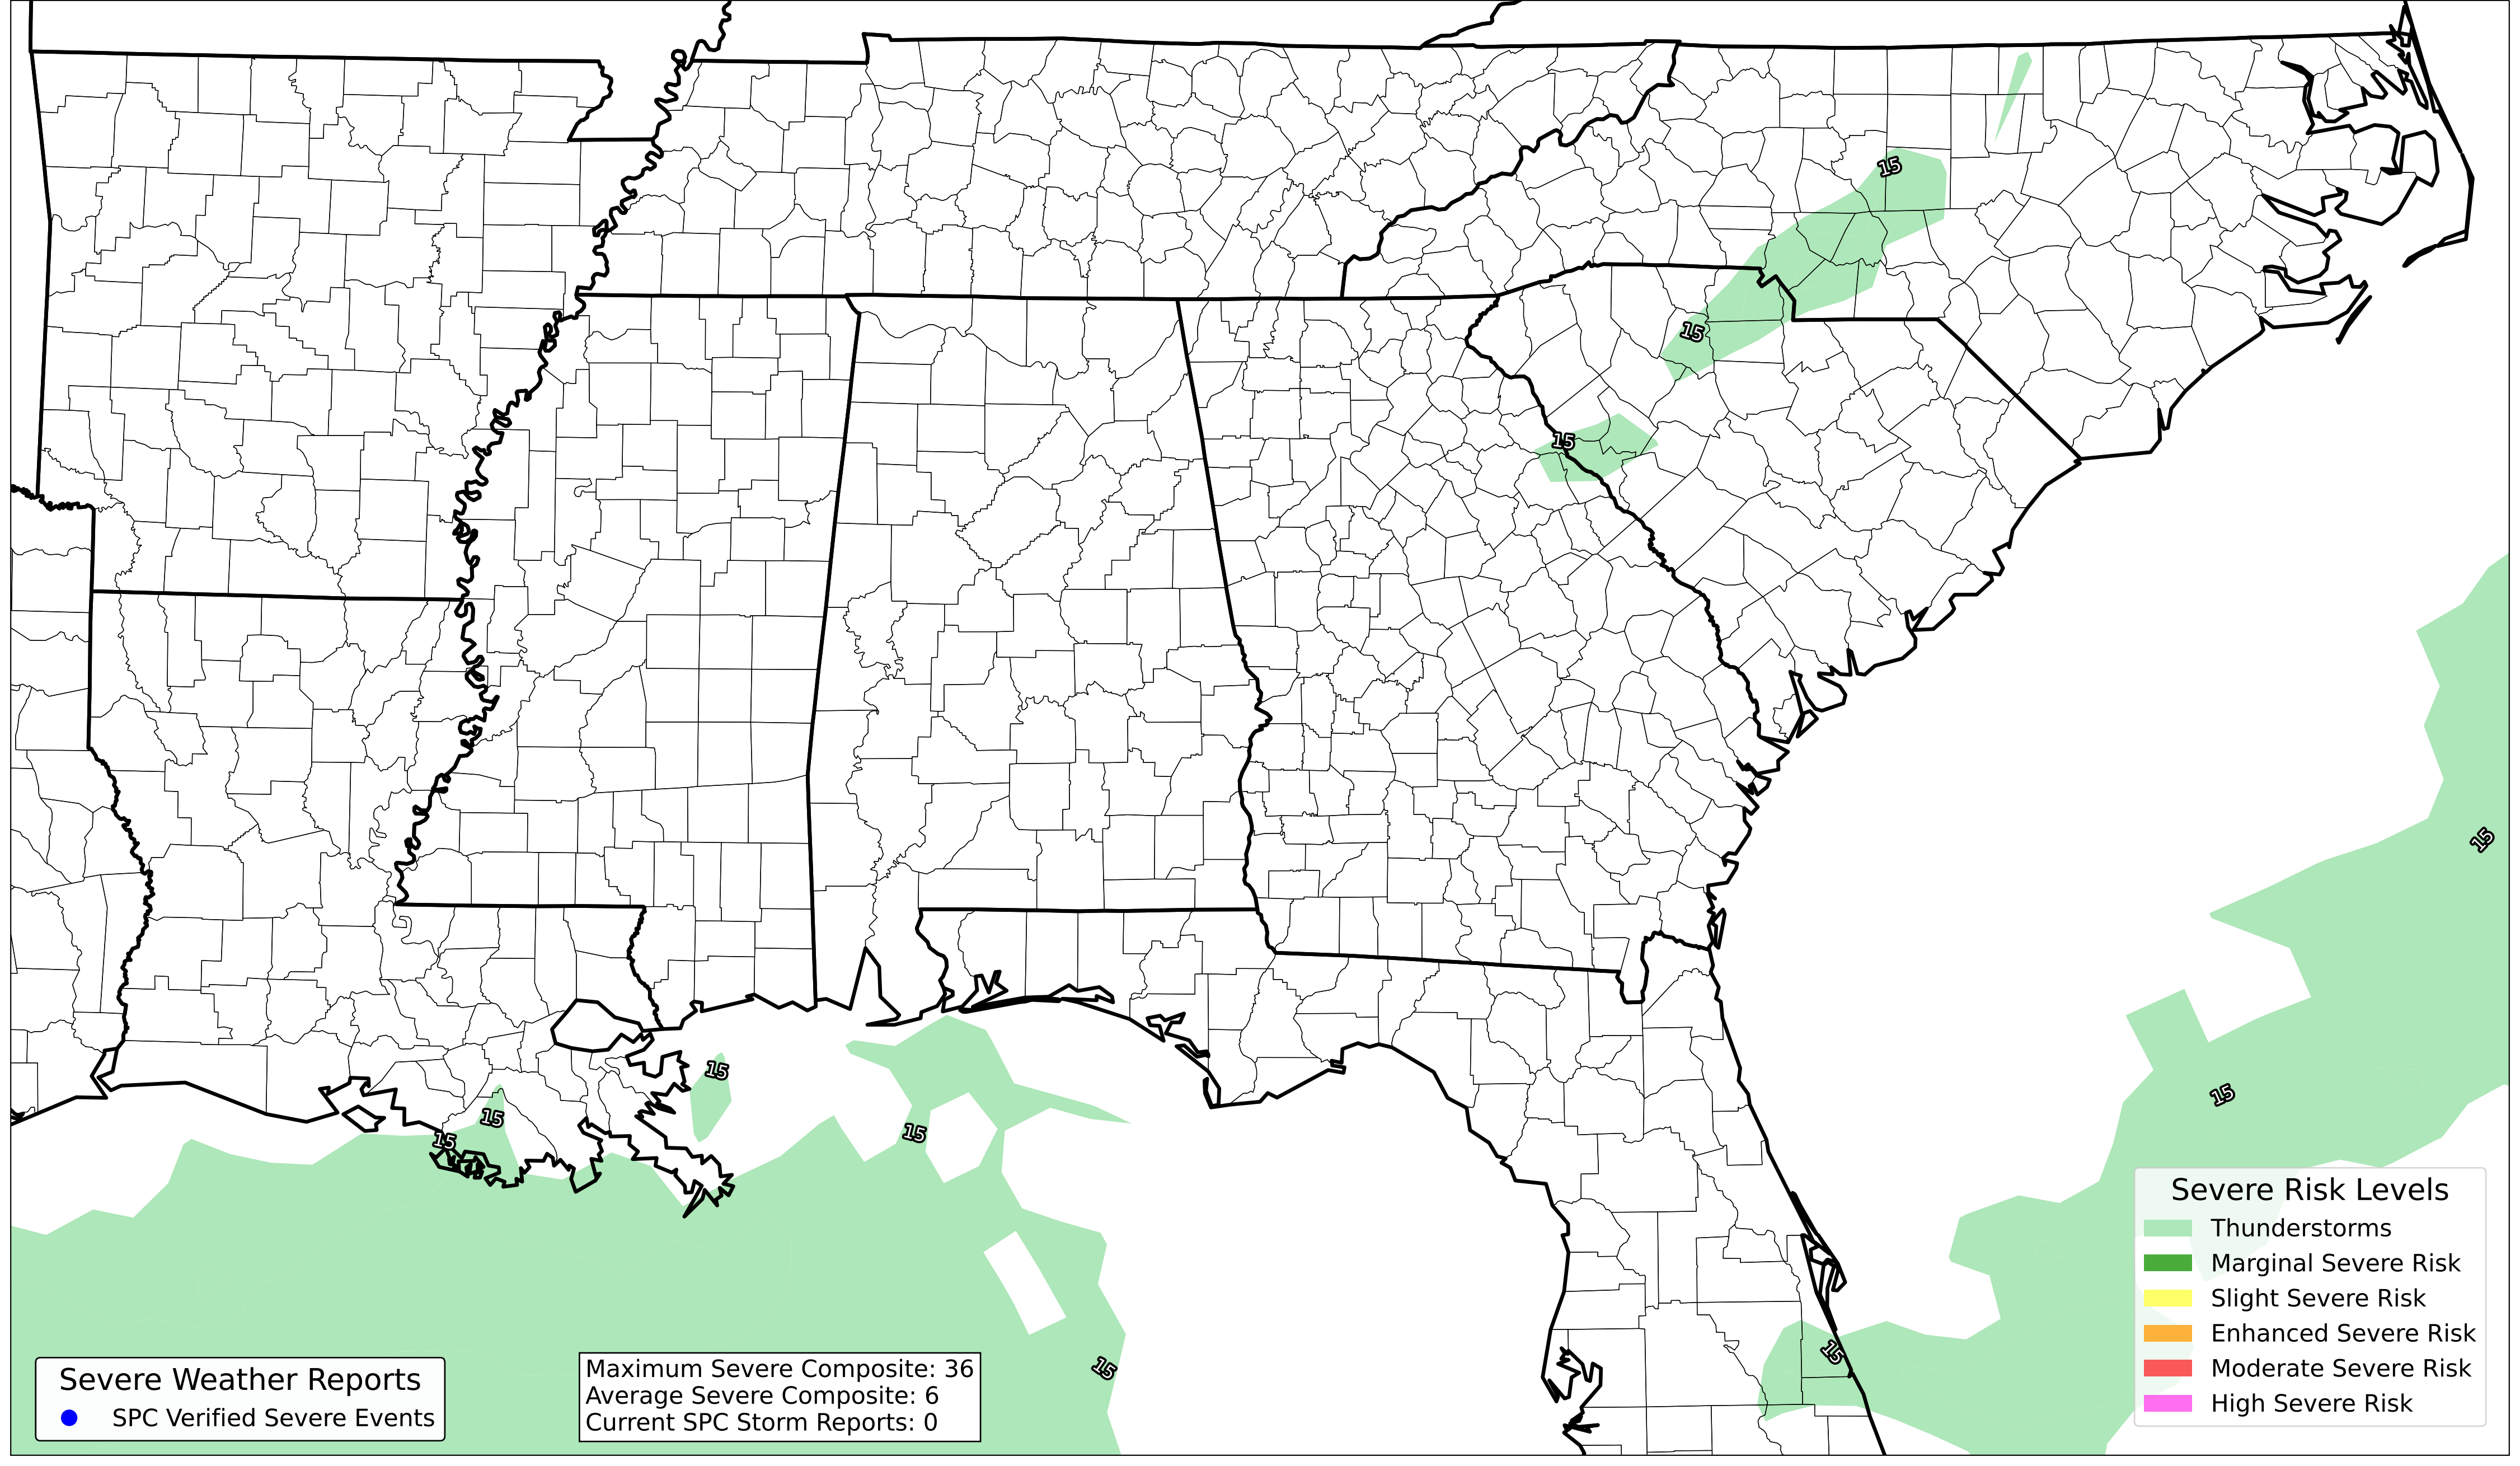 15
15
15
15
15
15
15
15
15
15
15
15
Severe Risk Levels
Thunderstorms
Marginal Severe Risk
Slight Severe Risk
Enhanced Severe Risk
Moderate Severe Risk
High Severe Risk
Severe Weather Reports
SPC Verified Severe Events
Maximum Severe Composite: 36
Average Severe Composite: 6
Current SPC Storm Reports: 0